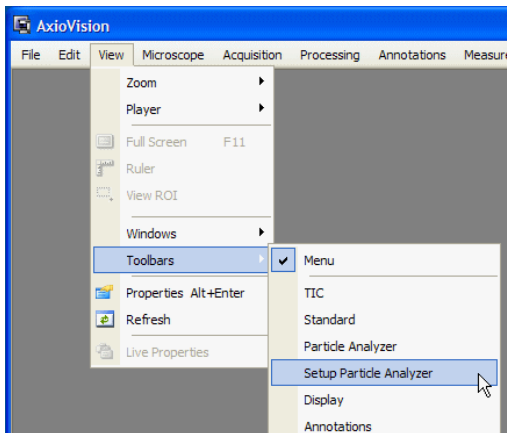 AxioVision
File Edit View Microscope Acquisition Processing Annotations Measure
Zoom
Player
Full Screen F11
Ruler
View ROI
Windows
Toolbars
Menu
Properties Alt+Enter
TIC
Refresh
Standard
Particle Analyzer
Live Properties
Setup Particle Analyzer
Display
Annotations